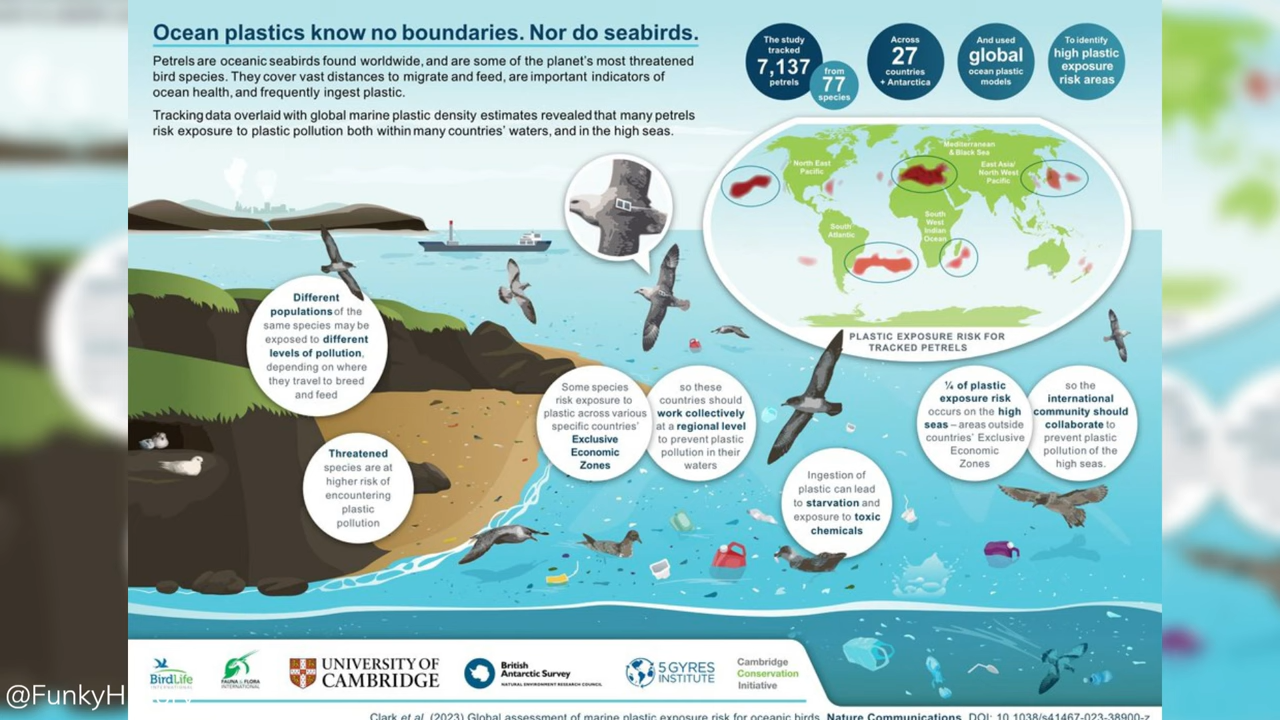 Ocean plastics know no boundaries. Nor do seabirds.
Petrels are oceanic seabirds found worldwide, and are some of the planet's most threatened
bird species. They cover vast distances to migrate and feed, are important indicators of
ocean health, and frequently ingest plastic.
Tracking data overlaid with global marine plastic density estimates revealed that many petrels
risk exposure to plastic pollution both within many countries' waters, and in the high seas.
The study
tracked
7,137
petrels
from
77
species
Across
27
countries
+ Antarctica
And used
global
ocean plastic
models
To identify
high plastic
exposure
risk areas
North East
Pacific
Mediterranean
& Black Sea
East Asia/
North West
Pacific
South
Atlantic
South
West
Indian
Ocean
PLASTIC EXPOSURE RISK FOR
TRACKED PETRELS
Different
populations of the
same species may be
exposed to different
levels of pollution,
depending on where
they travel to breed
and feed
Threatened
species are at
higher risk of
encountering
plastic
pollution
Some species
risk exposure to
plastic across various
specific countries'
Exclusive
Economic
Zones
so these
countries should
work collectively
at a regional level
to prevent plastic
pollution in their
waters
Ingestion of
plastic can lead
to starvation and
exposure to toxic
chemicals
¼ of plastic
exposure risk
occurs on the high
seas – areas outside
countries' Exclusive
Economic
Zones
so the
international
community should
collaborate to
prevent plastic
pollution of the
high seas.
BirdLife
INTERNATIONAL
FAUNA & FLORA
INTERNATIONAL
UNIVERSITY OF
CAMBRIDGE
British
Antarctic Survey
NATURAL ENVIRONMENT RESEARCH COUNCIL
5 GYRES
INSTITUTE
Cambridge
Conservation
Initiative
@FunkyH
Clark et al. (2023) Global assessment of marine plastic exposure risk for oceanic birds. Nature Communications. DOI: 10.1038/s41467-023-38900-z